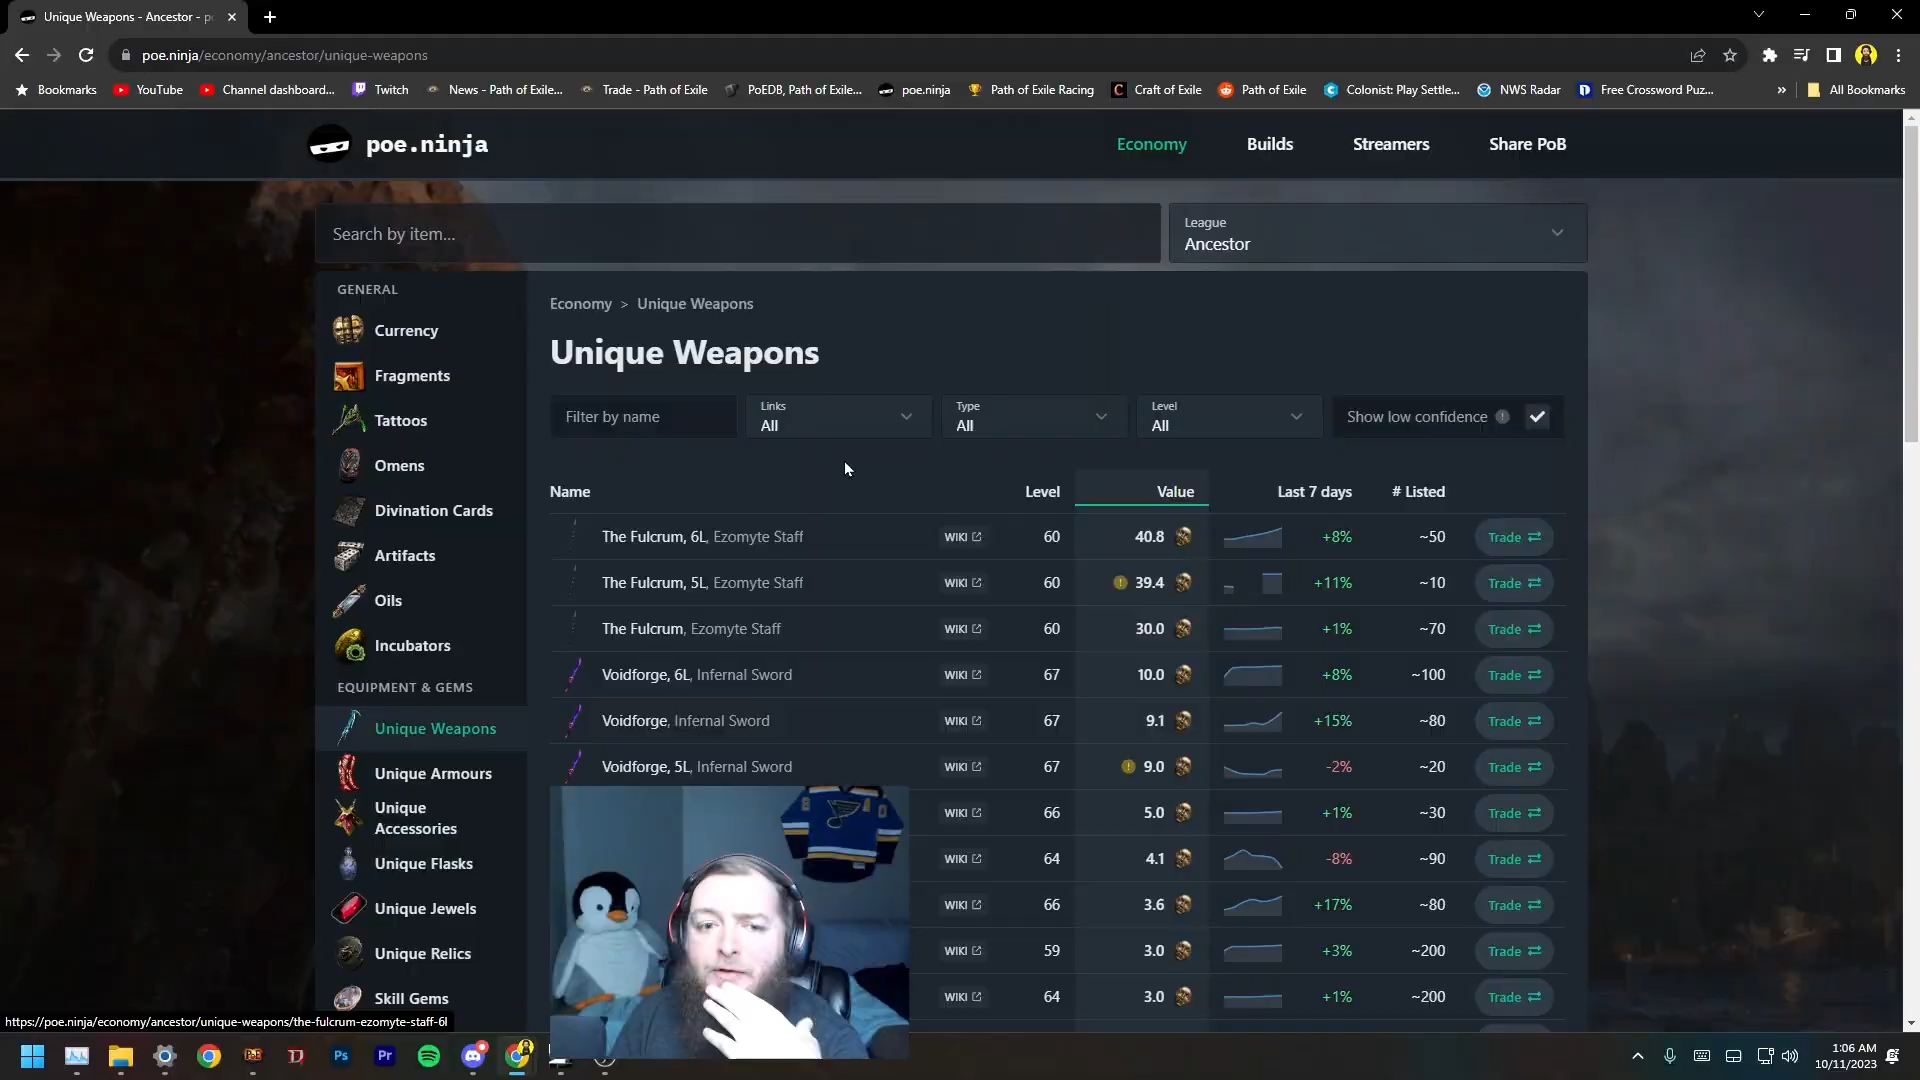 Unique Weapons - Ancestor - p
poe.ninja/economy/ancestor/unique-weapons
Bookmarks YouTube Channel dashboard... Twitch News - Path of Exile... Trade - Path of Exile PoEDB, Path of Exile... poe.ninja Path of Exile Racing Craft of Exile Path of Exile Colonist: Play Settle... NWS Radar Free Crossword Puz... » All Bookmarks
poe.ninja Economy Builds Streamers Share PoB
Search by item...
League
Ancestor
GENERAL
Currency
Fragments
Tattoos
Omens
Divination Cards
Artifacts
Oils
Incubators
EQUIPMENT & GEMS
Unique Weapons
Unique Armours
Unique
Accessories
Unique Flasks
Unique Jewels
Unique Relics
Skill Gems
Economy > Unique Weapons
Unique Weapons
Filter by name
Links
All
Type
All
Level
All
Show low confidence
Name Level Value Last 7 days # Listed
The Fulcrum, 6L, Ezomyte Staff WIKI 60 40.8 +8% ~50 Trade
The Fulcrum, 5L, Ezomyte Staff WIKI 60 39.4 +11% ~10 Trade
The Fulcrum, Ezomyte Staff WIKI 60 30.0 +1% ~70 Trade
Voidforge, 6L, Infernal Sword WIKI 67 10.0 +8% ~100 Trade
Voidforge, Infernal Sword WIKI 67 9.1 +15% ~80 Trade
Voidforge, 5L, Infernal Sword WIKI 67 9.0 -2% ~20 Trade
WIKI 66 5.0 +1% ~30 Trade
WIKI 64 4.1 -8% ~90 Trade
WIKI 66 3.6 +17% ~80 Trade
WIKI 59 3.0 +3% ~200 Trade
WIKI 64 3.0 +1% ~200 Trade
https://poe.ninja/economy/ancestor/unique-weapons/the-fulcrum-ezomyte-staff-6l
Ps Pr
1:06 AM
10/11/2023